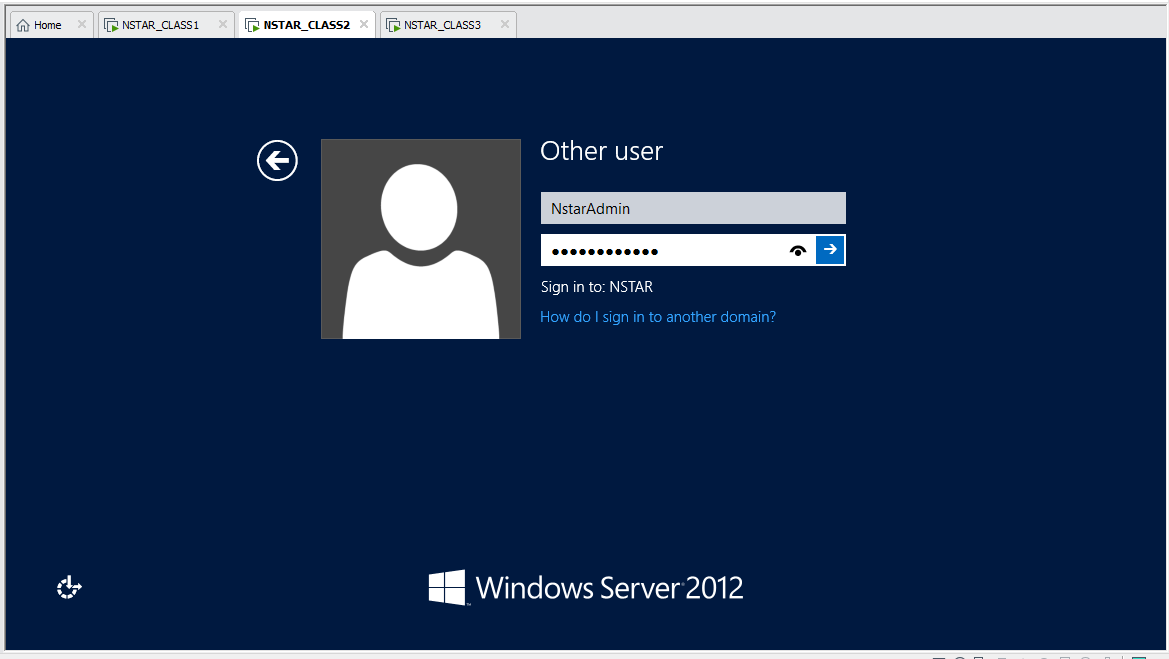 Home
NSTAR_CLASS1
NSTAR_CLASS2
NSTAR_CLASS3
Other user
NstarAdmin
Sign in to: NSTAR
How do I sign in to another domain?
Windows Server 2012